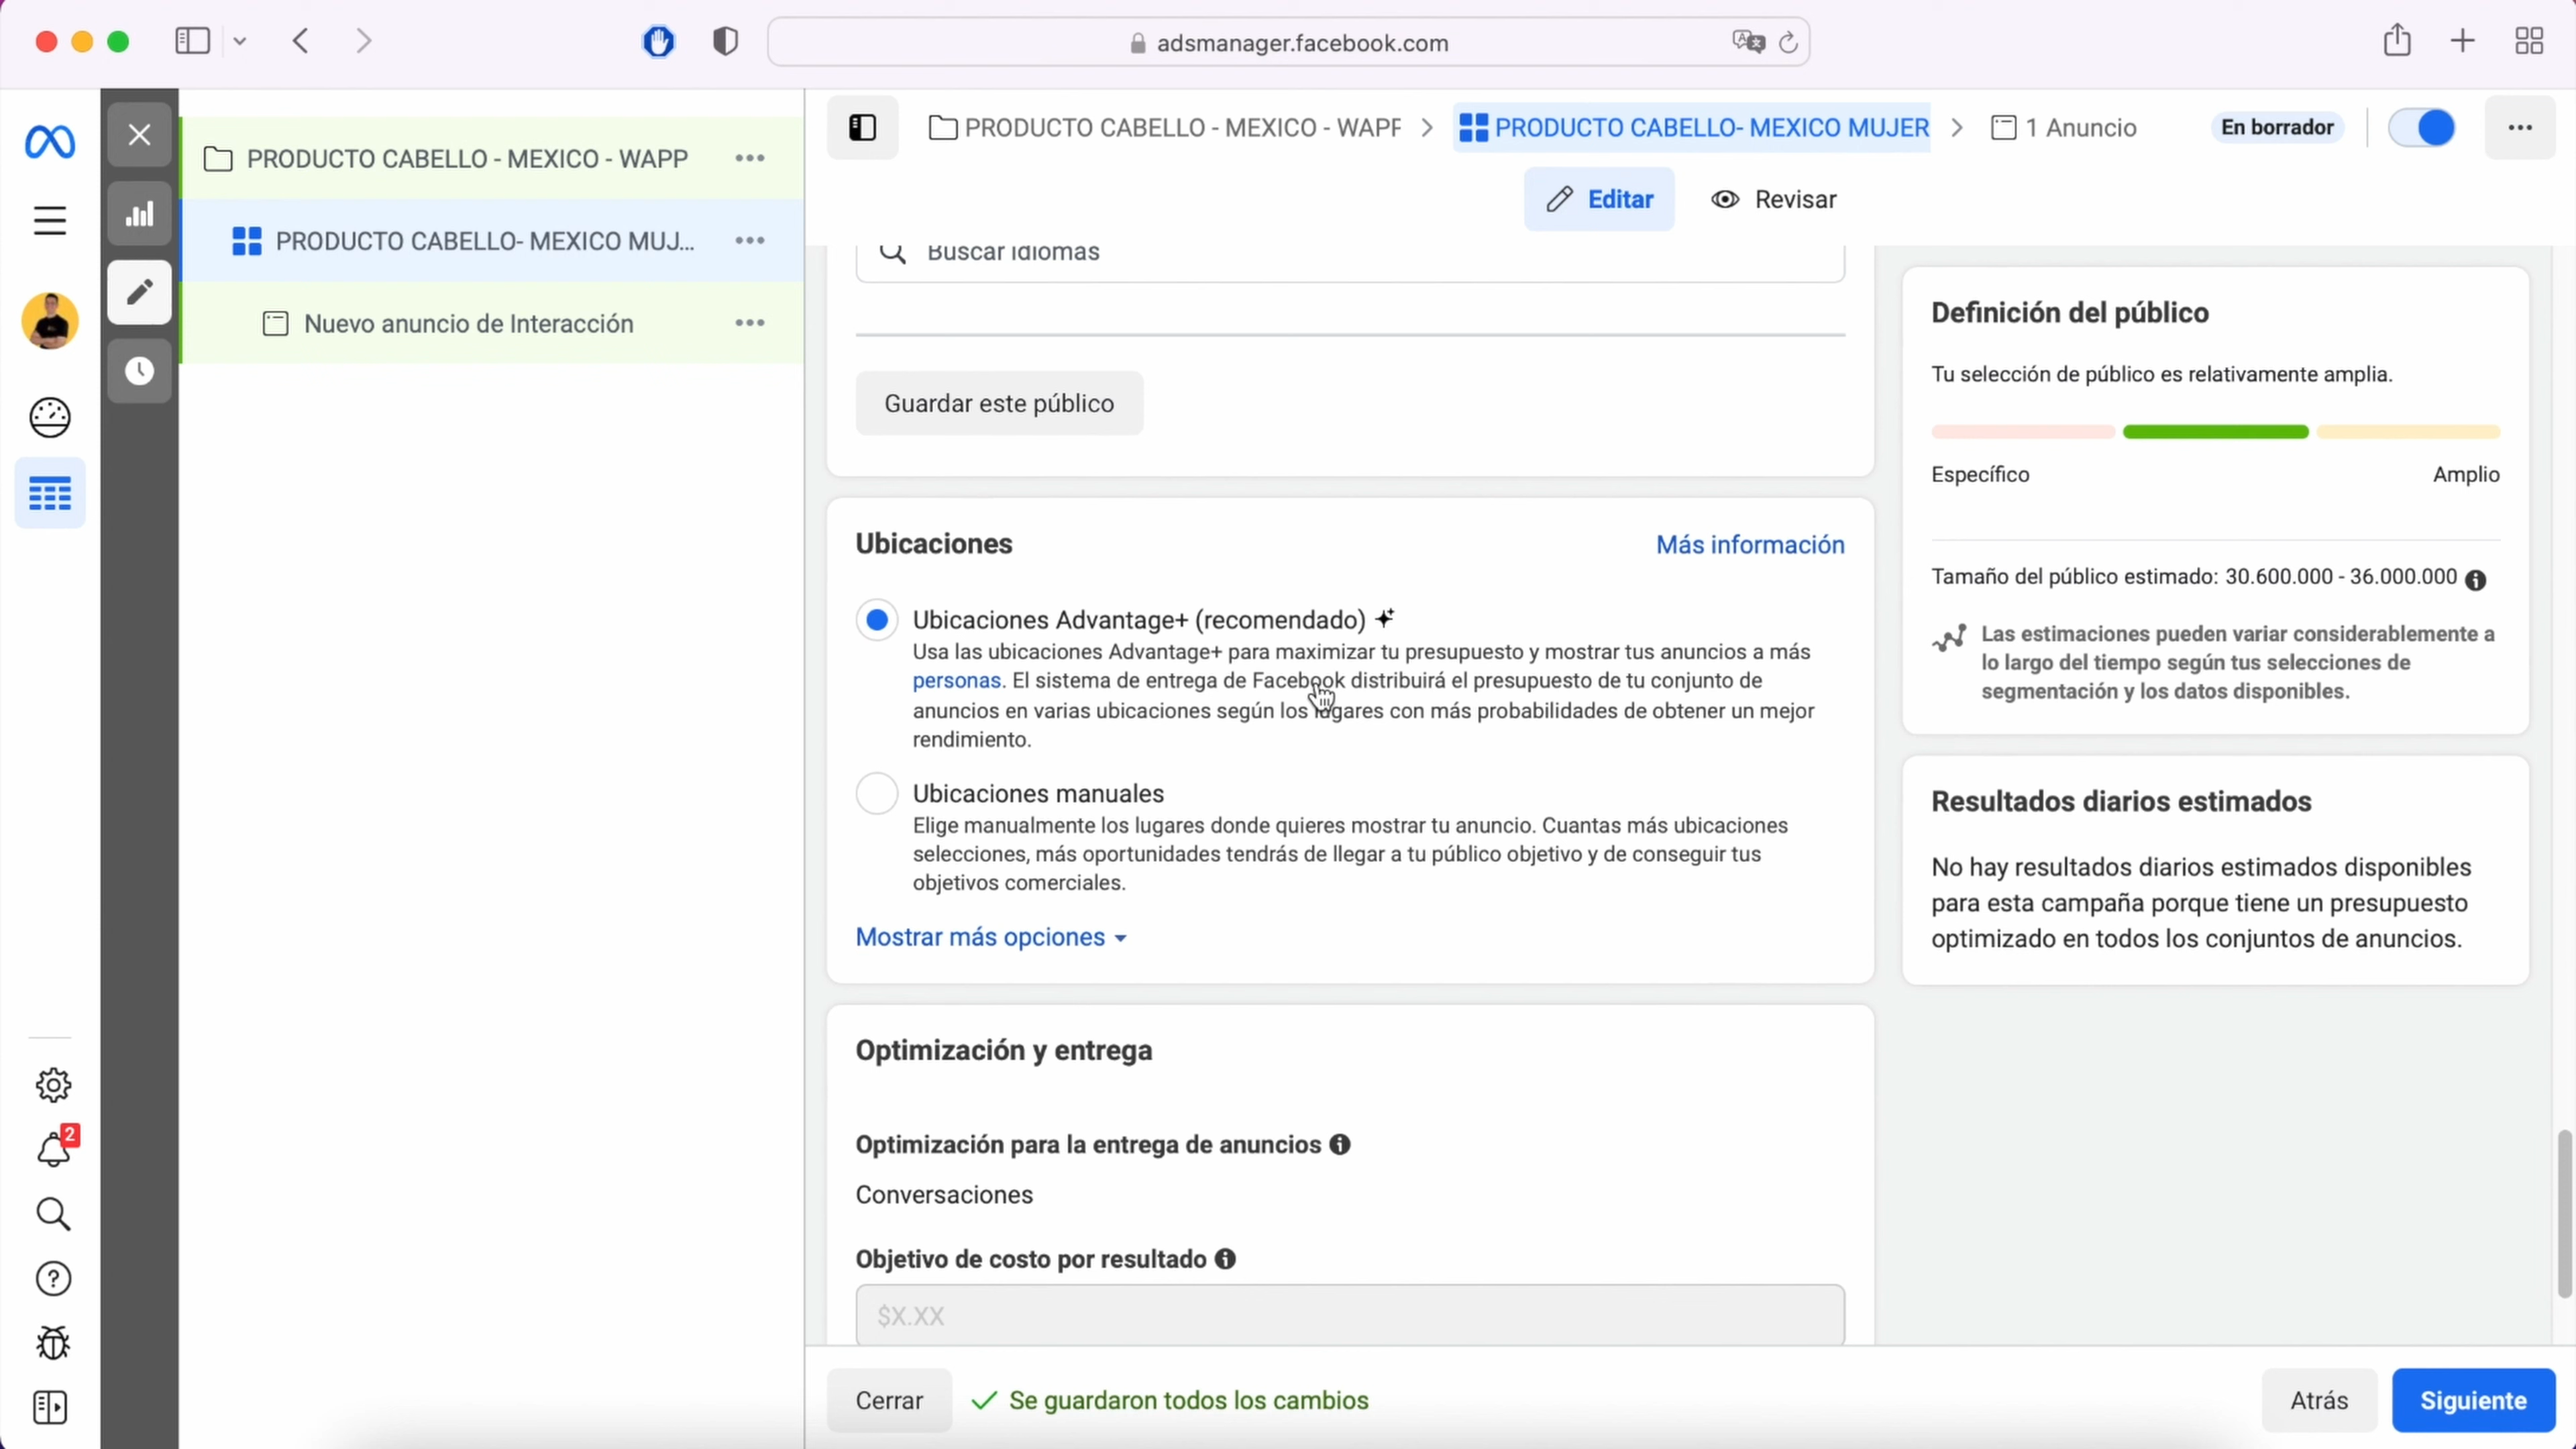 adsmanager.facebook.com
PRODUCTO CABELLO - MEXICO - WAPP
PRODUCTO CABELLO- MEXICO MUJ...
Nuevo anuncio de Interacción
2
PRODUCTO CABELLO - MEXICO - WAPP
PRODUCTO CABELLO- MEXICO MUJER
1 Anuncio
En borrador
Editar
Revisar
Buscar idiomas
Guardar este público
Ubicaciones
Más información
Ubicaciones Advantage+ (recomendado)
Usa las ubicaciones Advantage+ para maximizar tu presupuesto y mostrar tus anuncios a más
personas. El sistema de entrega de Facebook distribuirá el presupuesto de tu conjunto de
anuncios en varias ubicaciones según los lugares con más probabilidades de obtener un mejor
rendimiento.
Ubicaciones manuales
Elige manualmente los lugares donde quieres mostrar tu anuncio. Cuantas más ubicaciones
selecciones, más oportunidades tendrás de llegar a tu público objetivo y de conseguir tus
objetivos comerciales.
Mostrar más opciones
Optimización y entrega
Optimización para la entrega de anuncios
Conversaciones
Objetivo de costo por resultado
$X.XX
Definición del público
Tu selección de público es relativamente amplia.
Específico
Amplio
Tamaño del público estimado: 30.600.000 - 36.000.000
Las estimaciones pueden variar considerablemente a
lo largo del tiempo según tus selecciones de
segmentación y los datos disponibles.
Resultados diarios estimados
No hay resultados diarios estimados disponibles
para esta campaña porque tiene un presupuesto
optimizado en todos los conjuntos de anuncios.
Cerrar
Se guardaron todos los cambios
Atrás
Siguiente